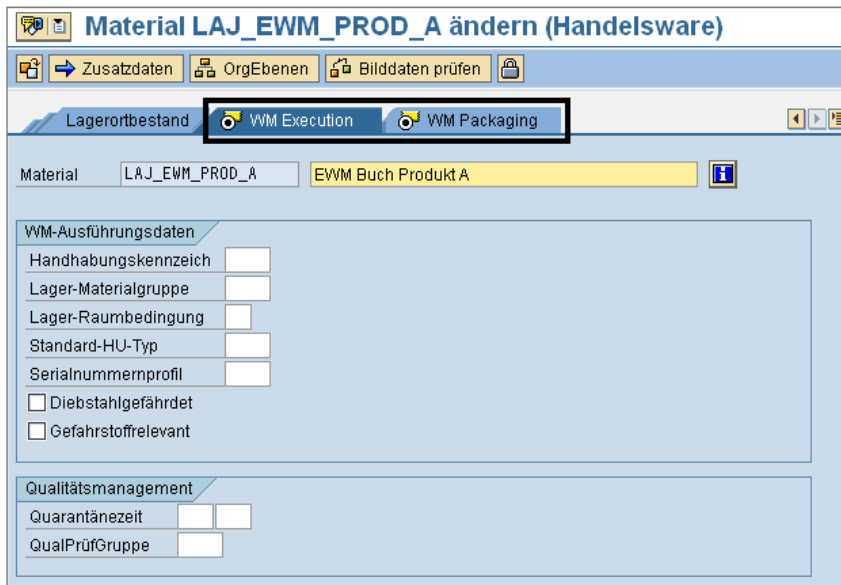 Material LAJ_EWM_PROD_A ändern (Handelsware)
Zusatzdaten OrgEbenen Bilddaten prüfen
Lagerortbestand WM Execution WM Packaging
Material LAJ_EWM_PROD_A EWM Buch Produkt A
WM-Ausführungsdaten
Handhabungskennzeich
Lager-Materialgruppe
Lager-Raumbedingung
Standard-HU-Typ
Serialnummernprofil
Diebstahlgefährdet
Gefahrstoffrelevant
Qualitätsmanagement
Quarantänezeit
QualPrüfGruppe